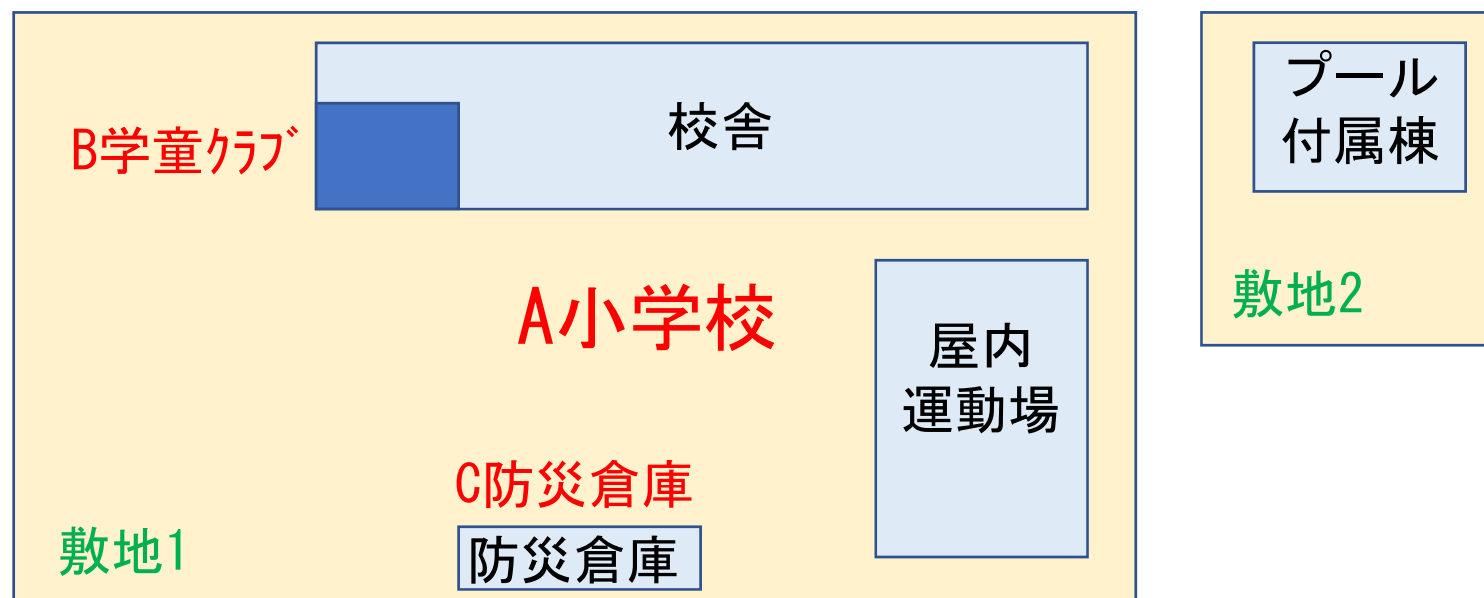 校舎
B学童ｸﾗﾌﾞ
A小学校
屋内
運動場
C防災倉庫
防災倉庫
敷地1
プール
付属棟
敷地2